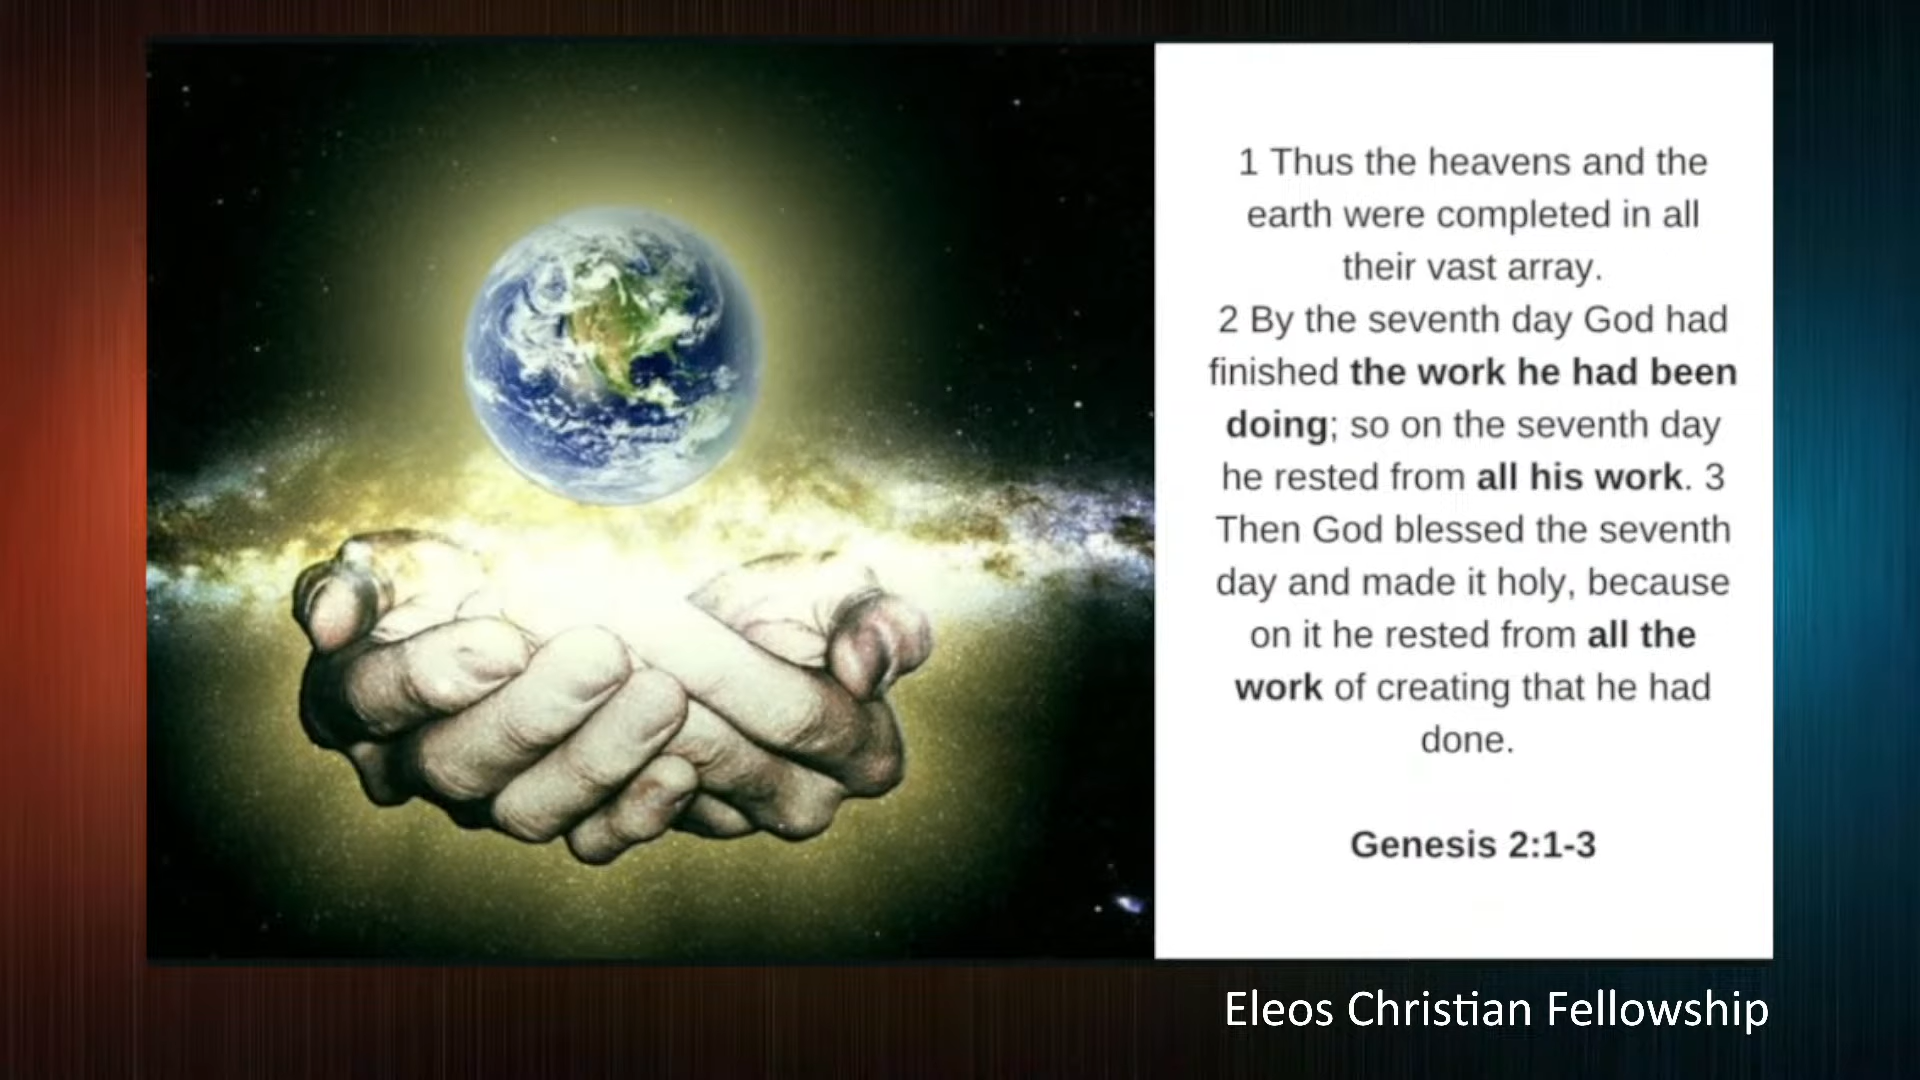 1 Thus the heavens and the
earth were completed in all
their vast array.
2 By the seventh day God had
finished the work he had been
doing; so on the seventh day
he rested from all his work. 3
Then God blessed the seventh
day and made it holy, because
on it he rested from all the
work of creating that he had
done.
Genesis 2:1-3
Eleos Christian Fellowship